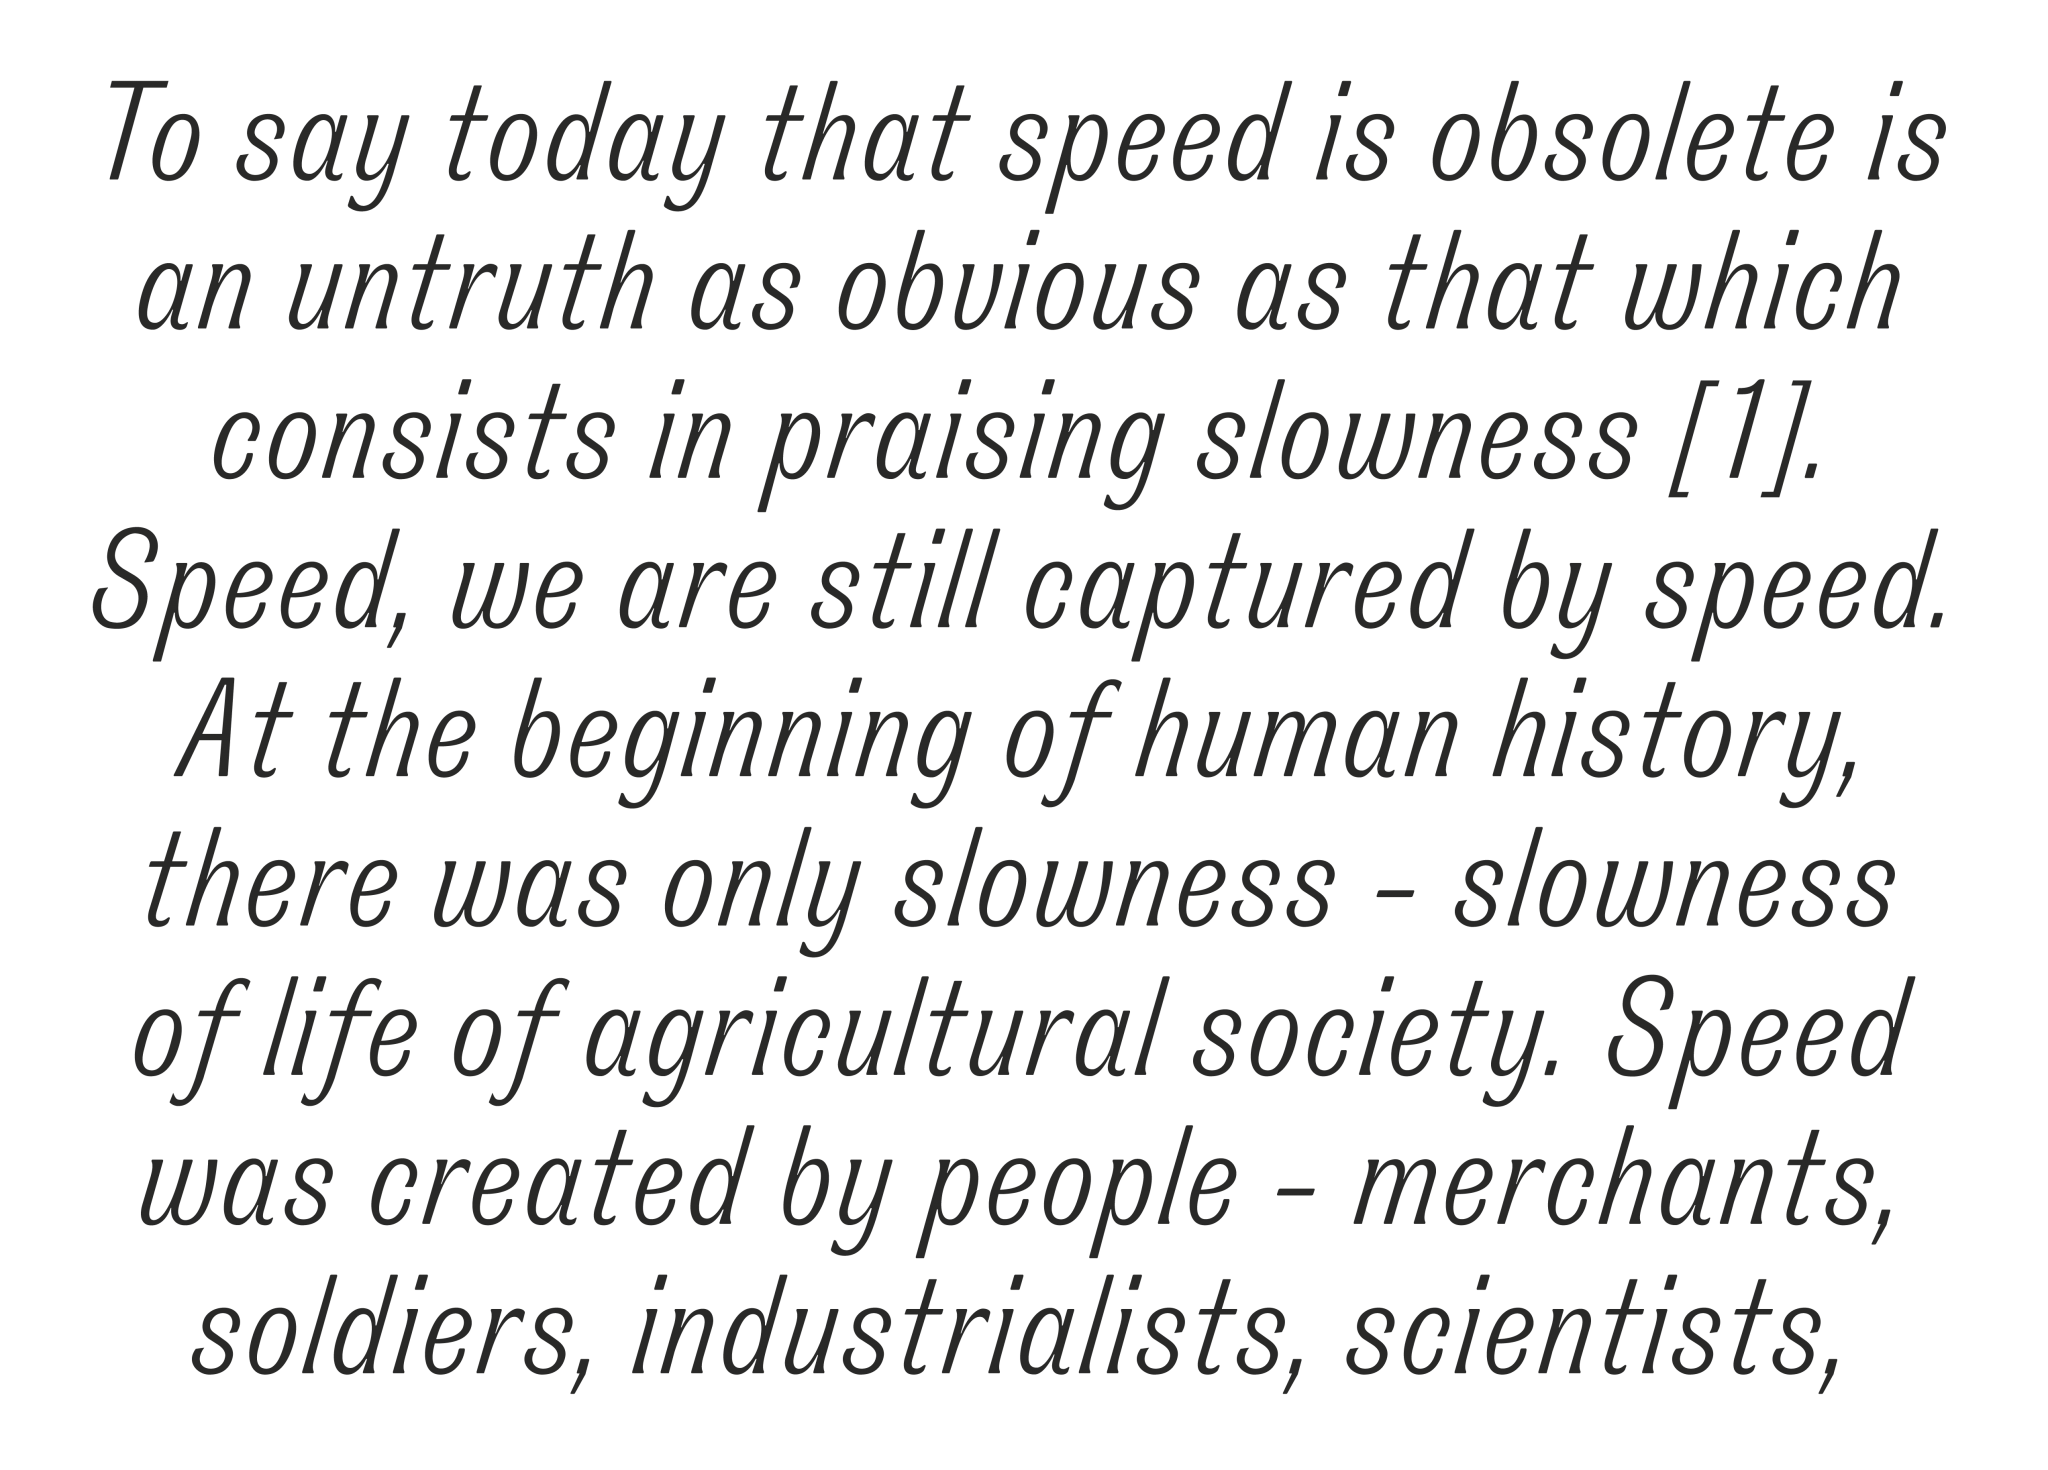 To say today that speed is obsolete is
an untruth as obvious as that which
consists in praising slowness [1].
Speed, we are still captured by speed.
At the beginning of human history,
there was only slowness – slowness
of life of agricultural society. Speed
was created by people – merchants,
soldiers, industrialists, scientists,